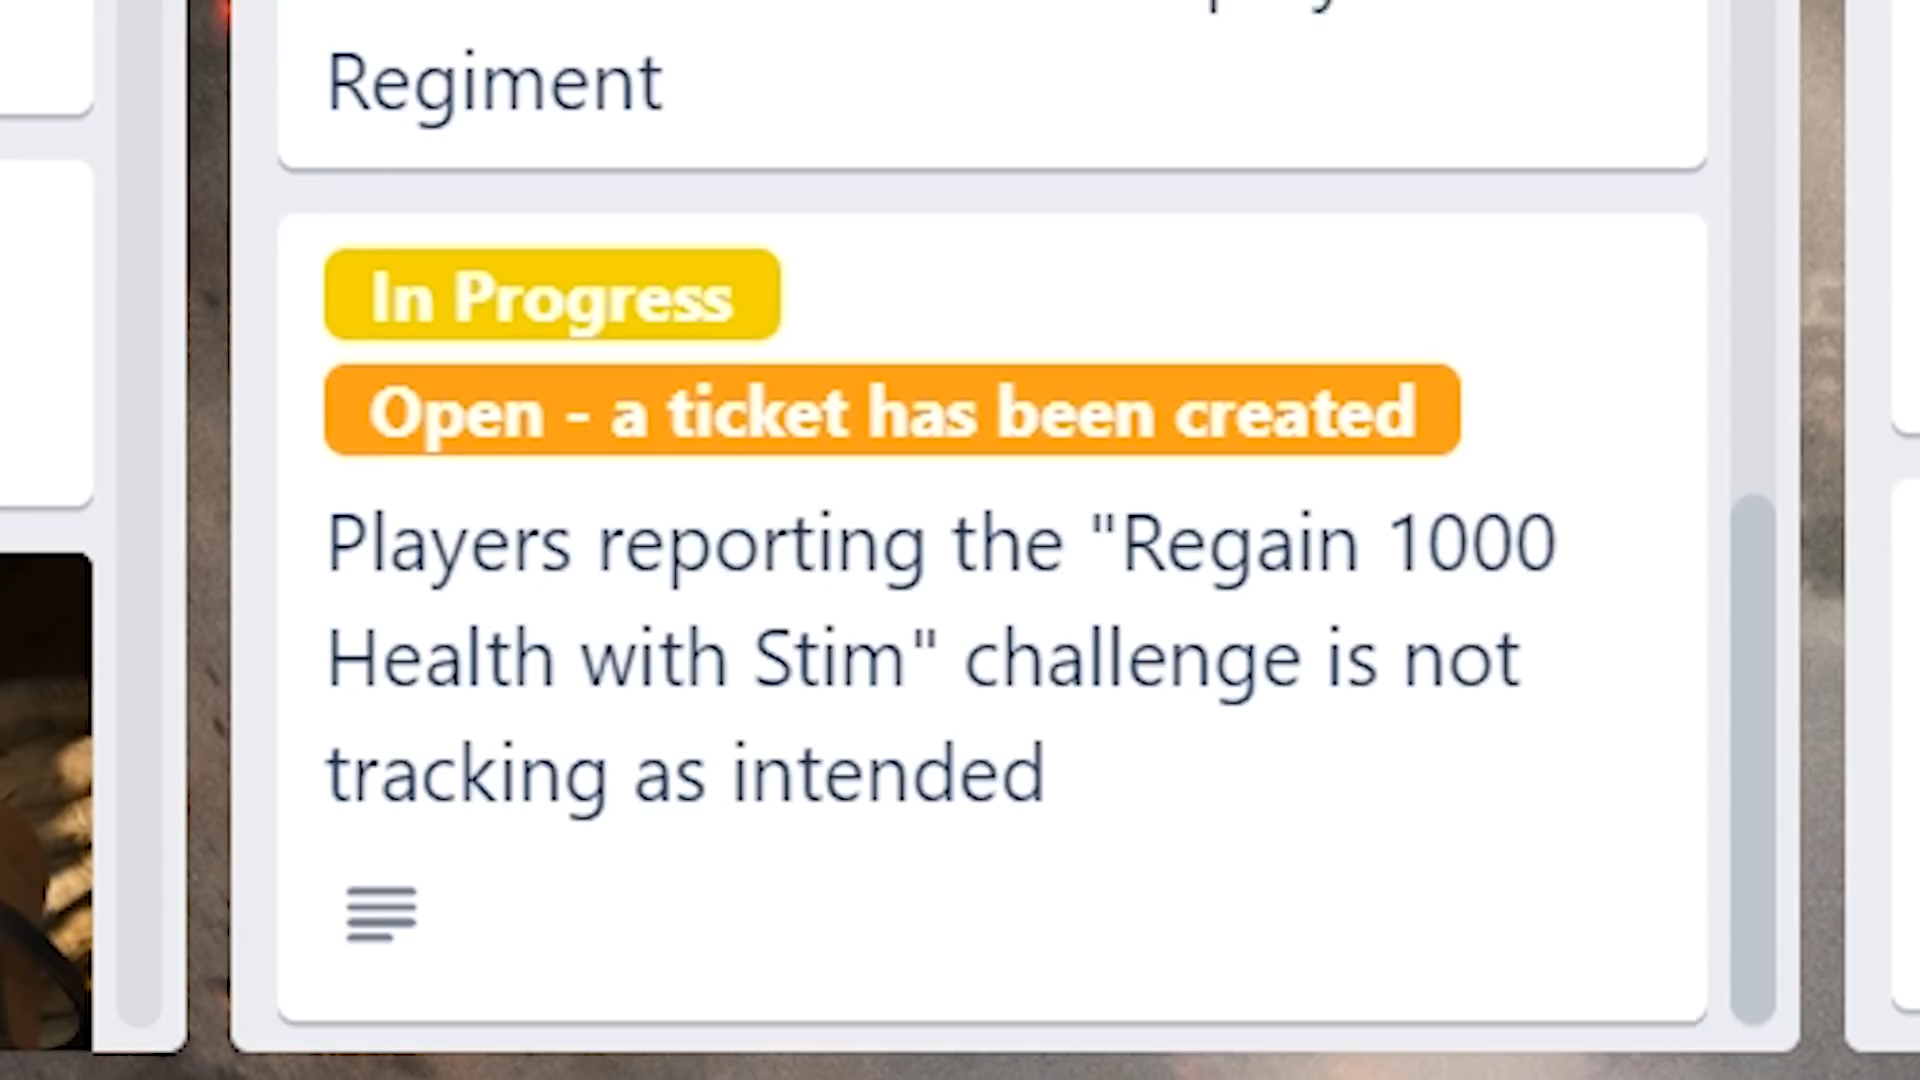 Regiment
In Progress
Open - a ticket has been created
Players reporting the "Regain 1000
Health with Stim" challenge is not
tracking as intended